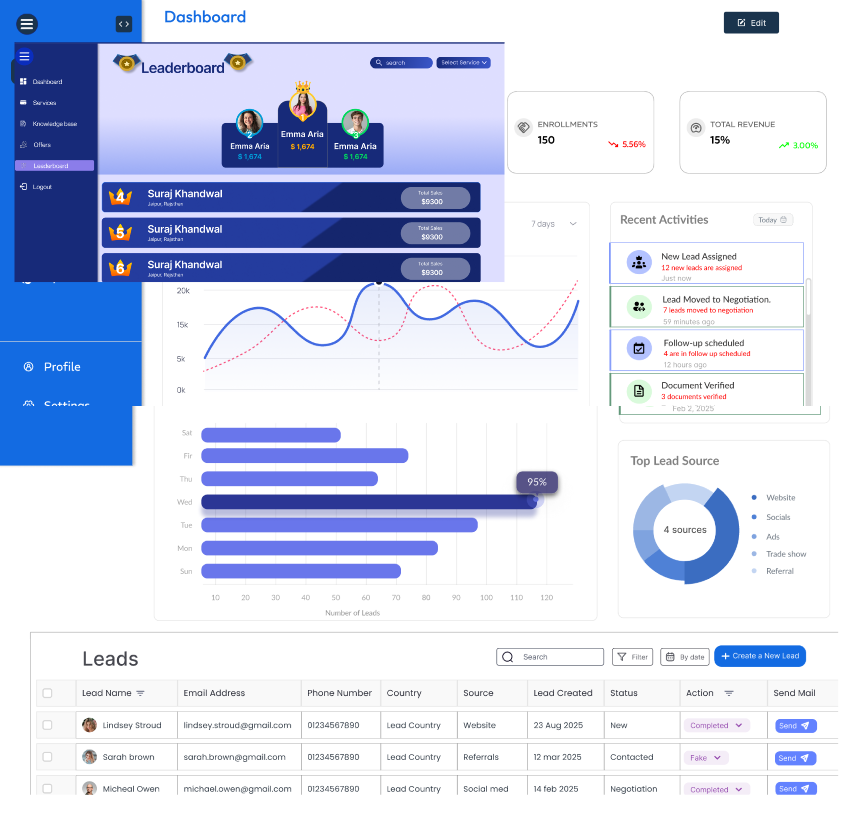 Dashboard
Edit
Leaderboard
search
Select Service
Dashboard
Services
Knowledge base
Offers
Leaderboard
Logout
2
1
3
Emma Aria
$ 1,674
Emma Aria
$ 1,674
Emma Aria
$ 1,674
4
Suraj Khandwal
Jaipur, Rajsthan
Total Sales
$9300
5
Suraj Khandwal
Jaipur, Rajsthan
Total Sales
$9300
6
Suraj Khandwal
Jaipur, Rajsthan
Total Sales
$9300
ENROLLMENTS
150
5.56%
TOTAL REVENUE
15%
3.00%
7 days
20k
15k
5k
0k
Recent Activities
Today
New Lead Assigned
12 new leads are assigned
Just now
Lead Moved to Negotiation.
7 leads moved to negotiation.
59 minutes ago
Follow-up scheduled
4 are in follow up scheduled
12 hours ago
Document Verified
3 documents verified
Feb 2, 2025
Profile
Settings
Sat
Fir
Thu
Wed
Tue
Mon
Sun
95%
10 20 30 40 50 60 70 80 90 100 110 120
Number of Leads
Top Lead Source
4 sources
Website
Socials
Ads
Trade show
Referral
Leads
Search
Filter
By date
+ Create a New Lead
Lead Name Email Address Phone Number Country Source Lead Created Status Action Send Mail
Lindsey Stroud lindsey.stroud@gmail.com 01234567890 Lead Country Website 23 Aug 2025 New Completed Send
Sarah brown sarah.brown@gmail.com 01234567890 Lead Country Referrals 12 mar 2025 Contacted Fake Send
Micheal Owen michael.owen@gmail.com 01234567890 Lead Country Social med 14 feb 2025 Negotiation Completed Send